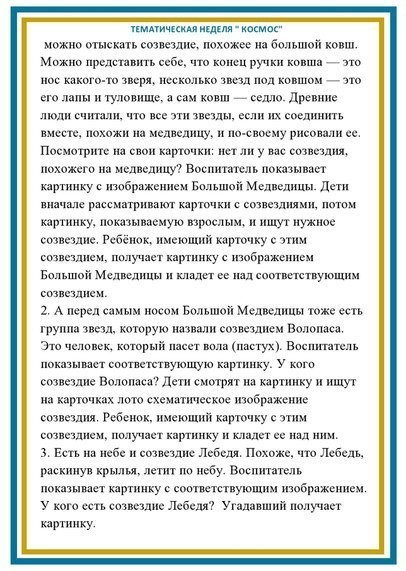 ТЕМАТИЧЕСКАЯ НЕДЕЛЯ " КОСМОС"
можно отыскать созвездие, похожее на большой ковш.
Можно представить себе, что конец ручки ковша — это
нос какого-то зверя, несколько звезд под ковшом — это
его лапы и туловище, а сам ковш — седло. Древние
люди считали, что все эти звезды, если их соединить
вместе, похожи на медведицу, и по-своему рисовали ее.
Посмотрите на свои карточки: нет ли у вас созвездия,
похожего на медведицу? Воспитатель показывает
картинку с изображением Большой Медведицы. Дети
вначале рассматривают карточки с созвездиями, потом
картинку, показываемую взрослым, и ищут нужное
созвездие. Ребёнок, имеющий карточку с этим
созвездием, получает картинку с изображением
Большой Медведицы и кладет ее над соответствующим
созвездием.
2. А перед самым носом Большой Медведицы тоже есть
группа звезд, которую назвали созвездием Волопаса.
Это человек, который пасет вола (пастух). Воспитатель
показывает соответствующую картинку. У кого
созвездие Волопаса? Дети смотрят на картинку и ищут
на карточках лото схематическое изображение
созвездия. Ребенок, имеющий карточку с этим
созвездием, получает картинку и кладет ее над ним.
3. Есть на небе и созвездие Лебедя. Похоже, что Лебедь,
раскинув крылья, летит по небу. Воспитатель
показывает картинку с соответствующим изображением.
У кого есть созвездие Лебедя? Угадавший получает
картинку.